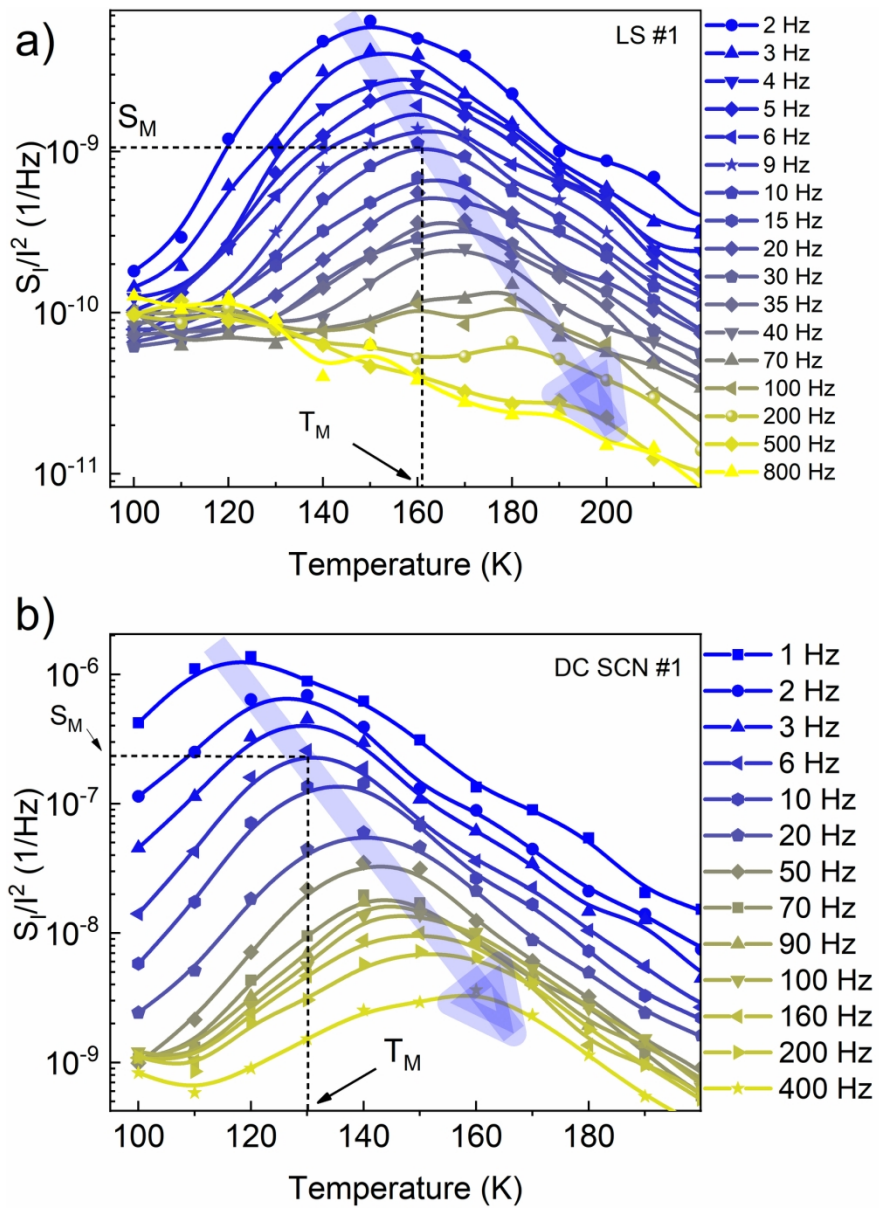 a)
LS #1
S_I/I² (1/Hz)
10⁻⁹
10⁻¹⁰
10⁻¹¹
S_M
T_M
100 120 140 160 180 200
Temperature (K)
2 Hz
3 Hz
4 Hz
5 Hz
6 Hz
9 Hz
10 Hz
15 Hz
20 Hz
30 Hz
35 Hz
40 Hz
70 Hz
100 Hz
200 Hz
500 Hz
800 Hz
b)
DC SCN #1
S_I/I² (1/Hz)
10⁻⁶
10⁻⁷
10⁻⁸
10⁻⁹
S_M
T_M
100 120 140 160 180
Temperature (K)
1 Hz
2 Hz
3 Hz
6 Hz
10 Hz
20 Hz
50 Hz
70 Hz
90 Hz
100 Hz
160 Hz
200 Hz
400 Hz